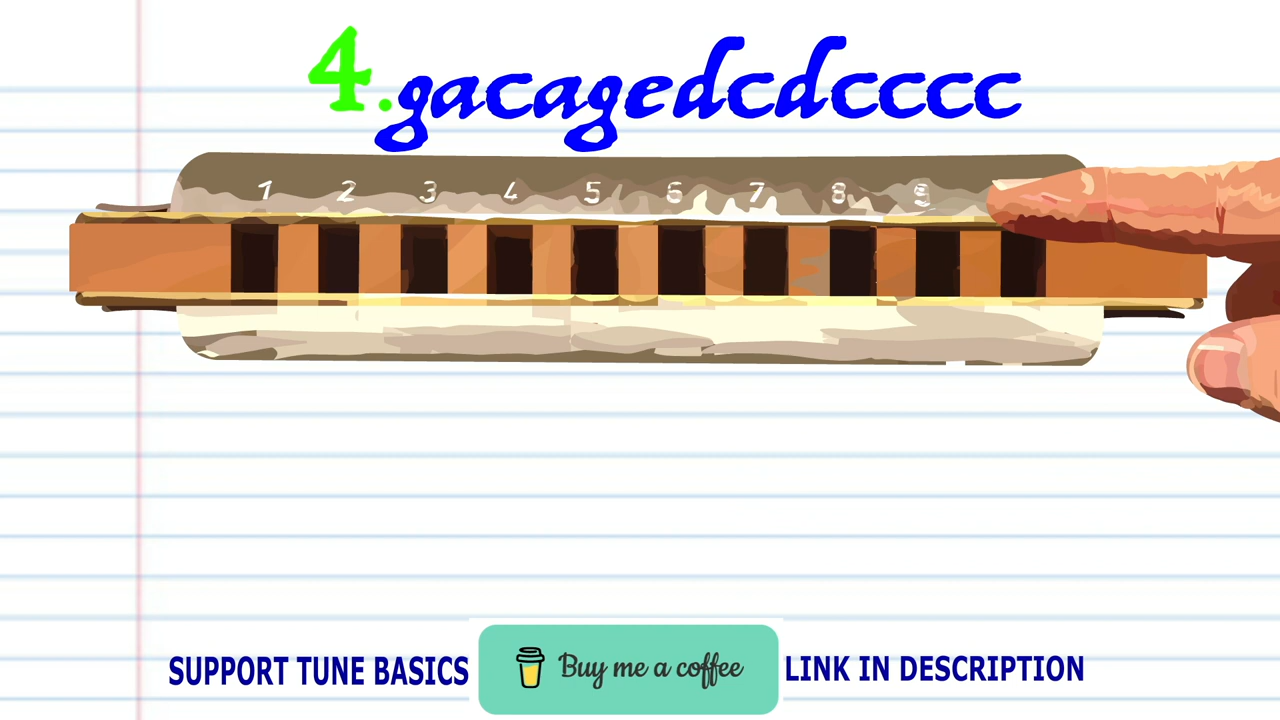 4.gacagedcdcccc
1 2 3 4 5 6 7 8 9
SUPPORT TUNE BASICS Buy me a coffee LINK IN DESCRIPTION